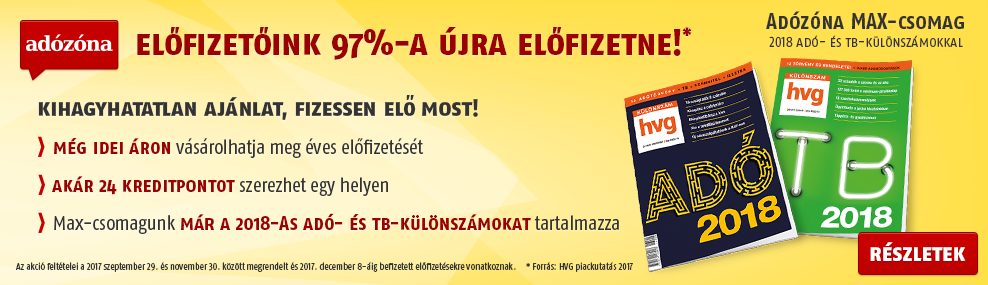 adózóna
ELŐFIZETŐINK 97%-A ÚJRA ELŐFIZETNE!*
ADÓZÓNA MAX-CSOMAG
2018 ADÓ- ÉS TB-KÜLÖNSZÁMOKKAL
KIHAGYHATATLAN AJÁNLAT, FIZESSEN ELŐ MOST!
⟩ MÉG IDEI ÁRON vásárolhatja meg éves előfizetését
⟩ AKÁR 24 KREDITPONTOT szerezhet egy helyen
⟩ Max-csomagunk MÁR A 2018-AS ADÓ- ÉS TB-KÜLÖNSZÁMOKAT tartalmazza
KÜLÖNSZÁM
hvg
ADÓ
2018
KÜLÖNSZÁM
hvg
TB
2018
RÉSZLETEK
Az akció feltételei a 2017 szeptember 29. és november 30. között megrendelt és 2017. december 8-áig befizetett előfizetésekre vonatkoznak. * Forrás: HVG piackutatás 2017